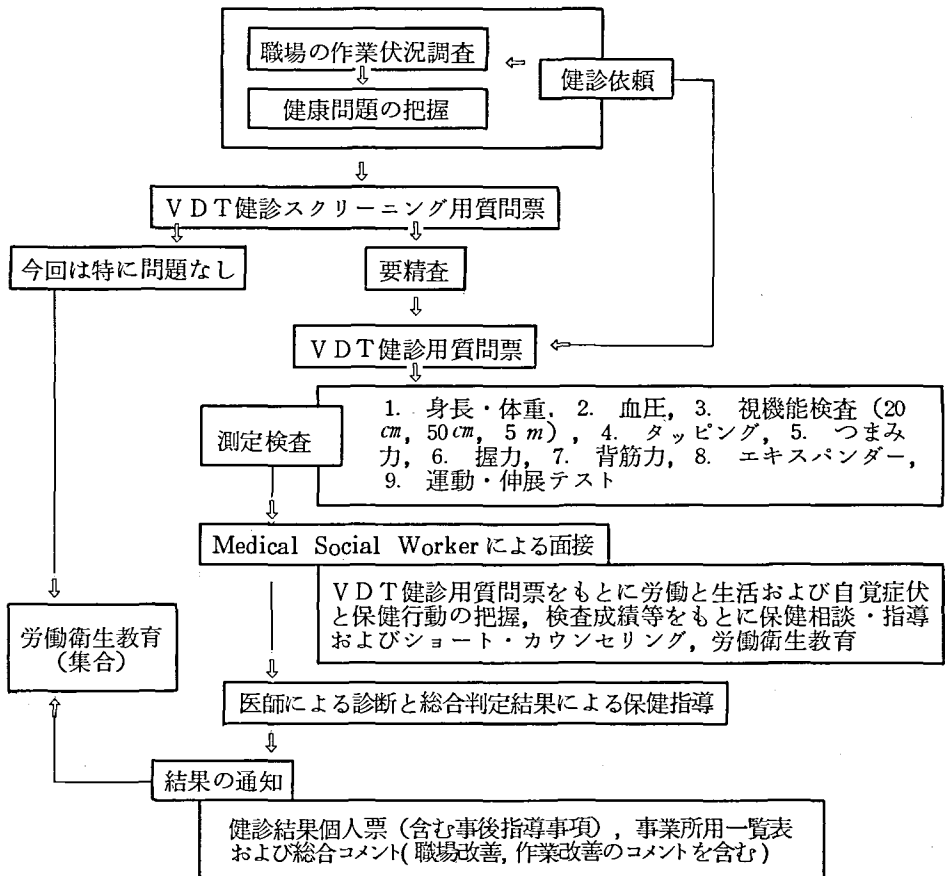 職場の作業状況調査
健診依頼
健康問題の把握
VDT健診スクリーニング用質問票
今回は特に問題なし
要精査
VDT健診用質問票
測定検査
1. 身長・体重, 2. 血圧, 3. 視機能検査（20
cm, 50cm, 5m）, 4. タッピング, 5. つまみ
力, 6. 握力, 7. 背筋力, 8. エキスパンダー,
9. 運動・伸展テスト
Medical Social Workerによる面接
VDT健診用質問票をもとに労働と生活および自覚症状
と保健行動の把握, 検査成績等をもとに保健相談・指導
およびショート・カウンセリング, 労働衛生教育
労働衛生教育
（集合）
医師による診断と総合判定結果による保健指導
結果の通知
健診結果個人票（含む事後指導事項）, 事業所用一覧表
および総合コメント(職場改善, 作業改善のコメントを含む)